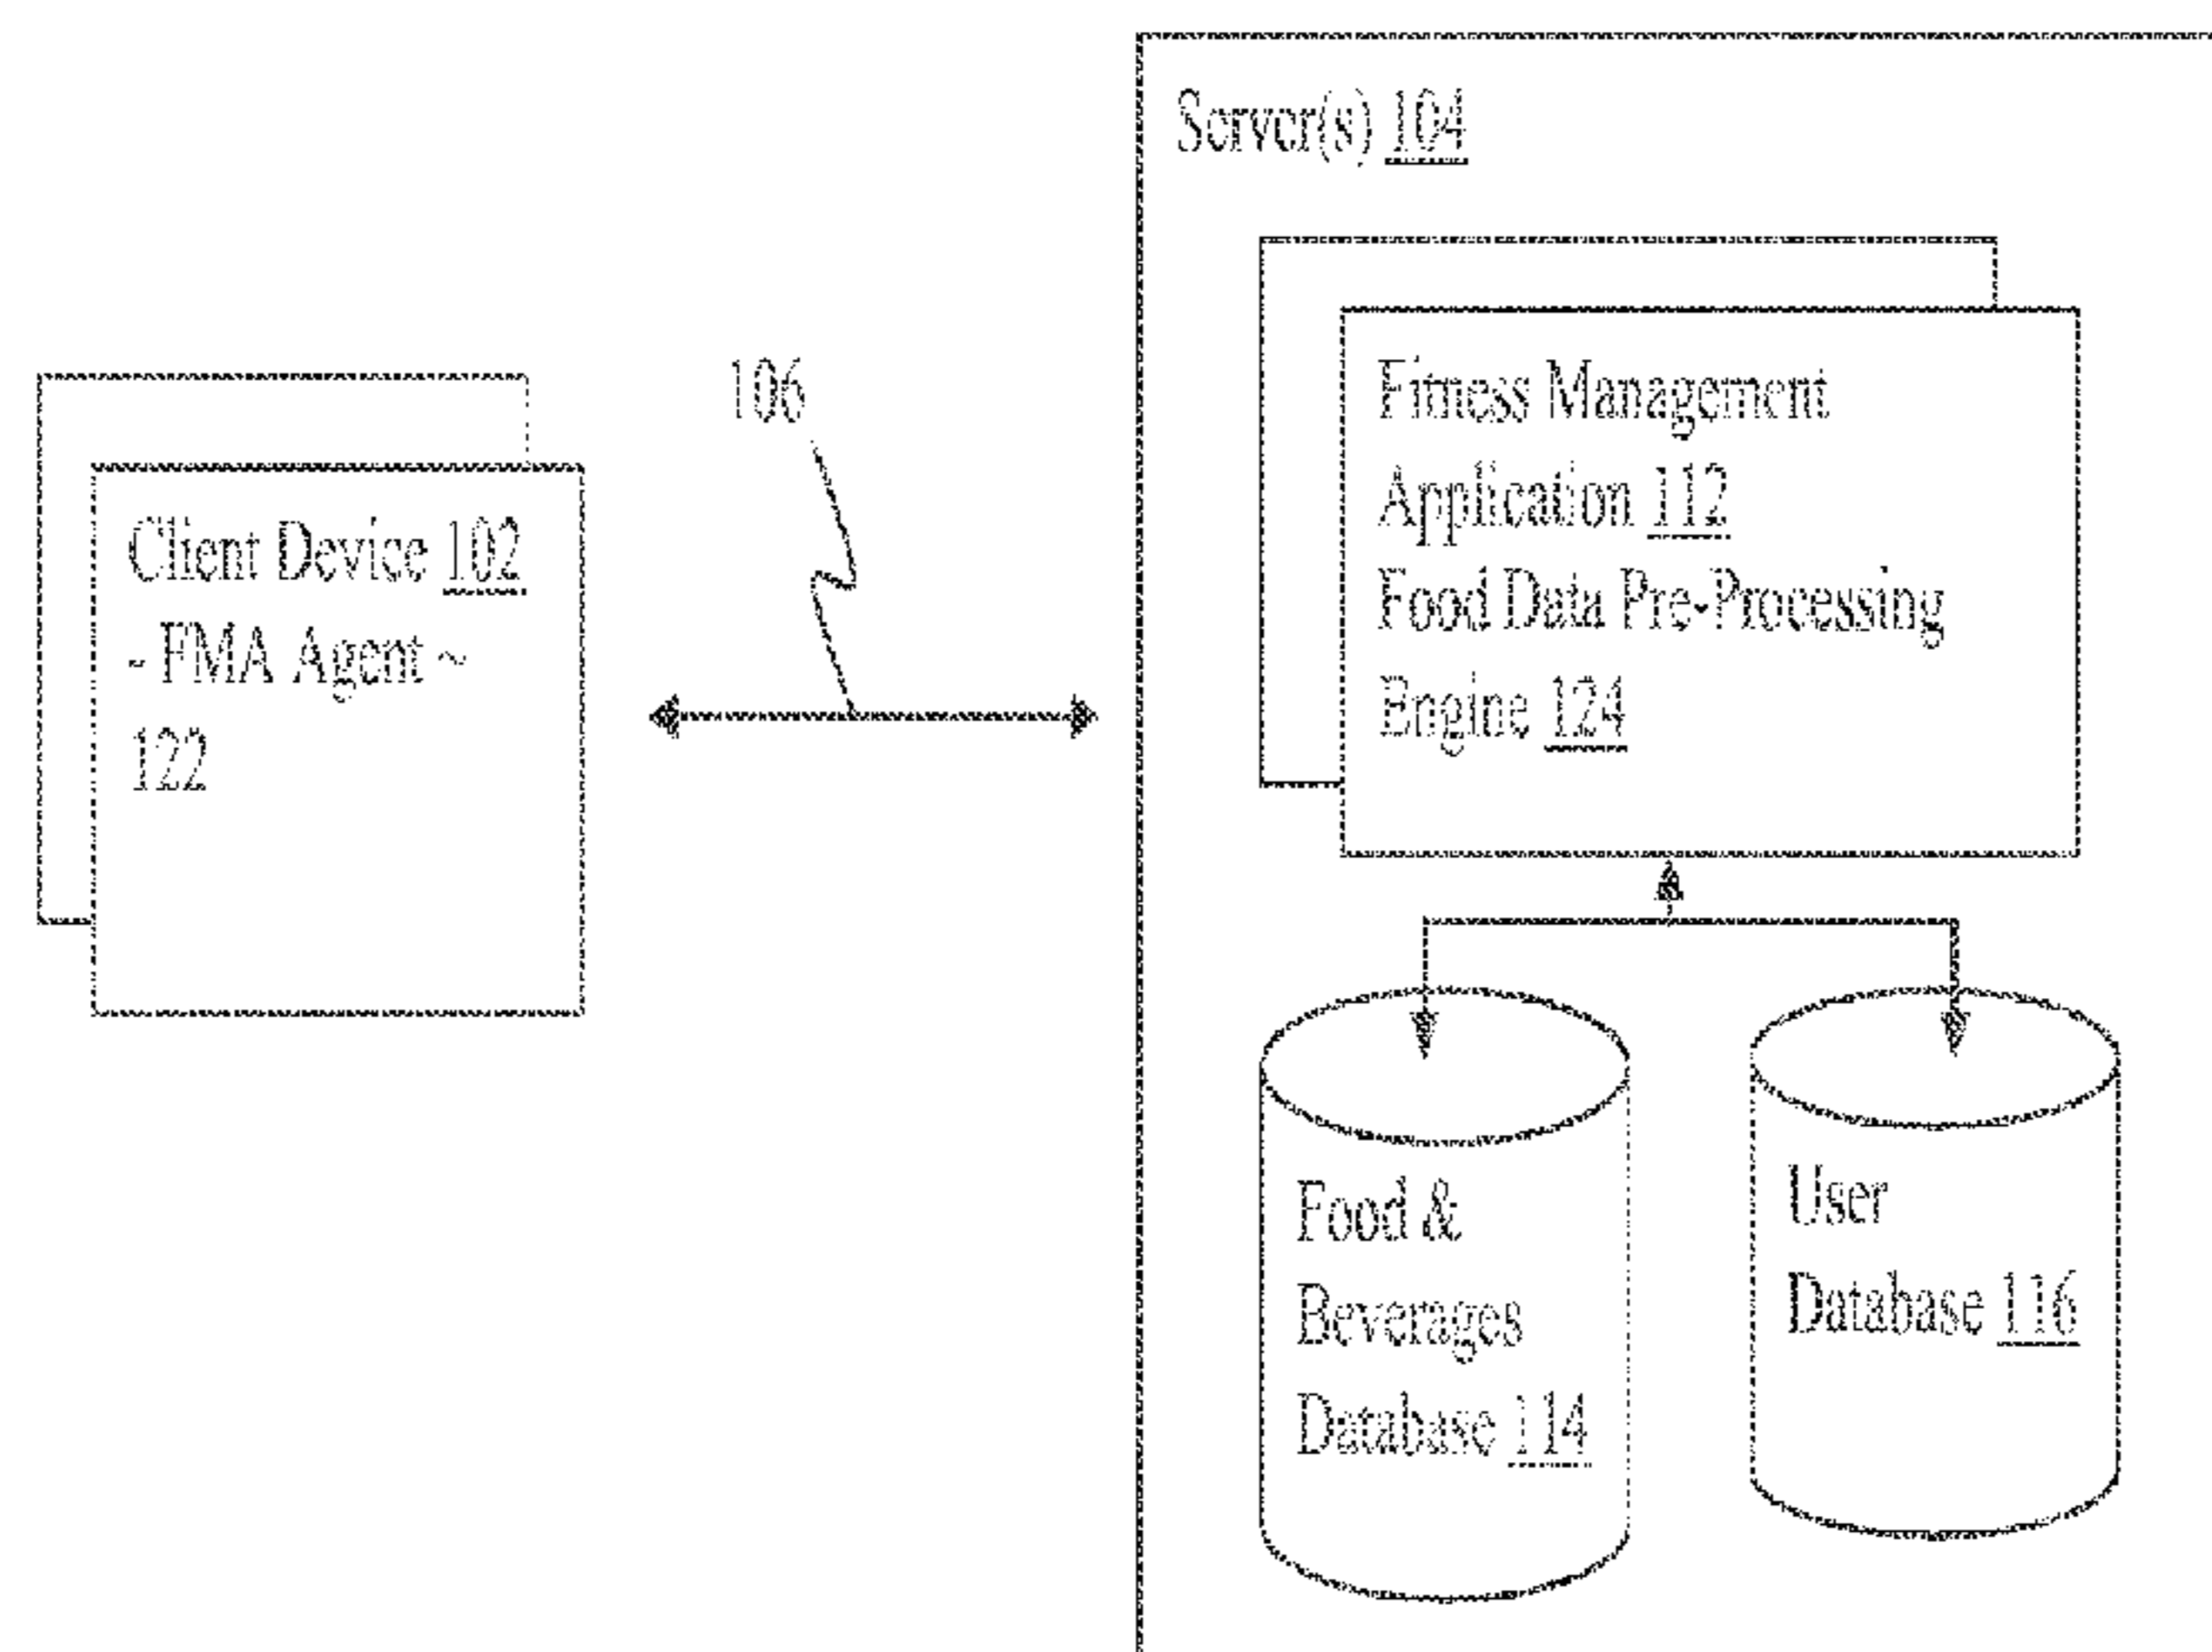 Server(s) 104
Fitness Management
Application 112
Food Data Pre-Processing
Engine 124
106
Client Device 102
- FMA Agent ~
122
Food &
Beverages
Database 114
User
Database 116